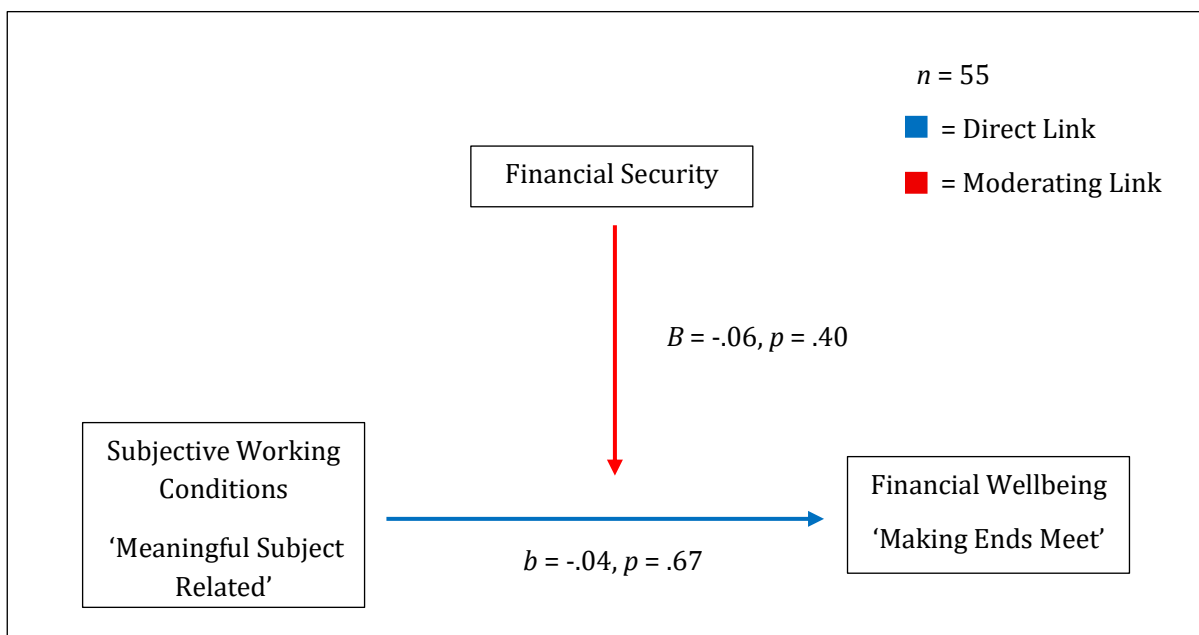 n = 55
= Direct Link
= Moderating Link
Financial Security
B = -.06, p = .40
Subjective Working
Conditions
‘Meaningful Subject
Related’
b = -.04, p = .67
Financial Wellbeing
‘Making Ends Meet’